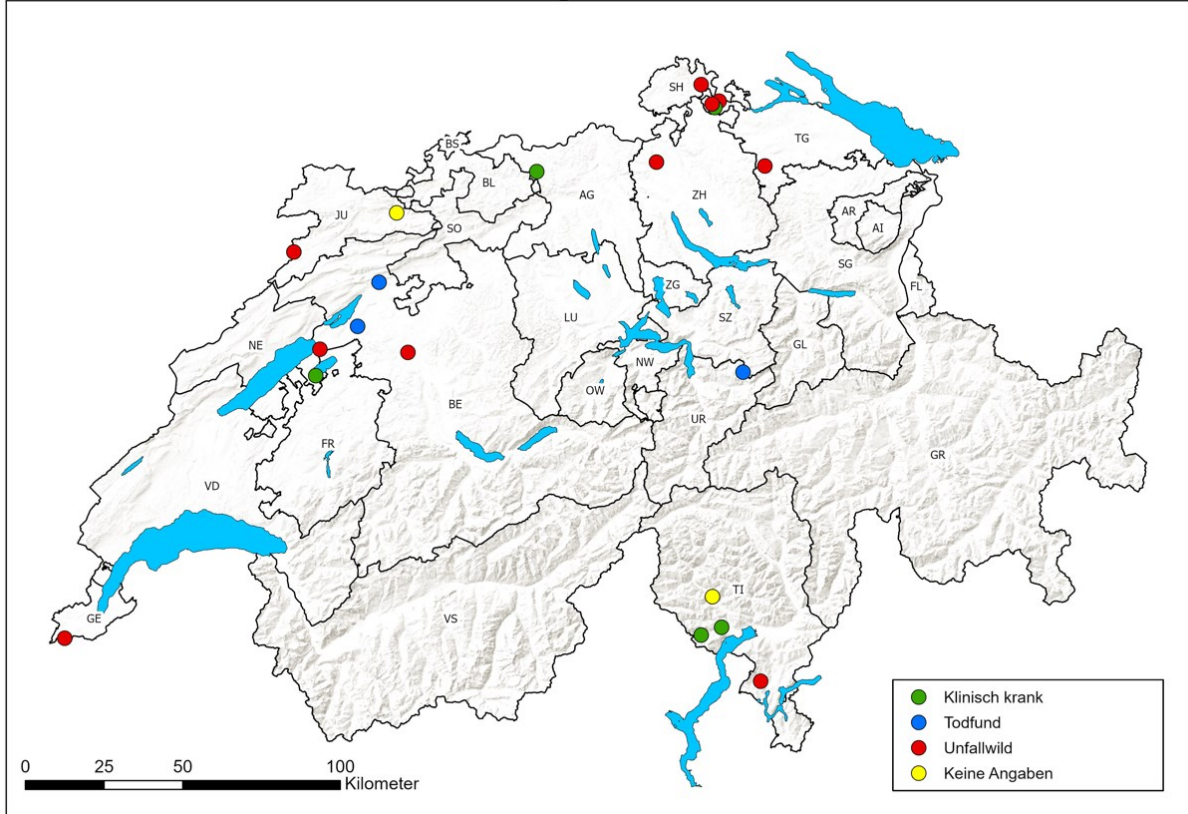 SH
BS
TG
BL
AG
ZH
JU
AR
SO
AI
SG
ZG
FL
LU
SZ
NE
GL
NW
OW
BE
UR
FR
GR
VD
TI
GE
VS
Klinisch krank
Todfund
Unfallwild
Keine Angaben
0 25 50 100
Kilometer